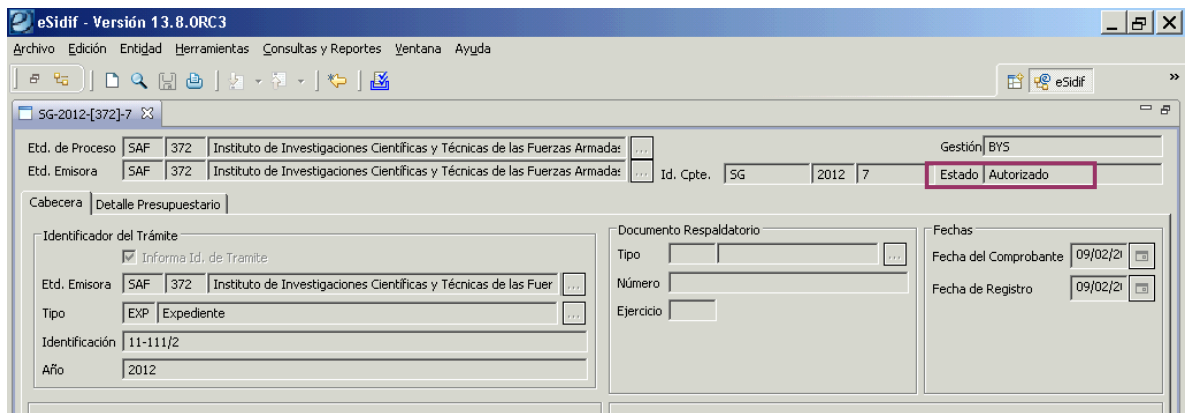 eSidif - Versión 13.8.0RC3
Archivo Edición Entidad Herramientas Consultas y Reportes Ventana Ayuda
eSidif
SG-2012-[372]-7
Etd. de Proceso SAF 372 Instituto de Investigaciones Científicas y Técnicas de las Fuerzas Armadas ... Gestión BYS
Etd. Emisora SAF 372 Instituto de Investigaciones Científicas y Técnicas de las Fuerzas Armadas ... Id. Cpte. SG 2012 7 Estado Autorizado
Cabecera Detalle Presupuestario
Identificador del Trámite
Informa Id. de Tramite
Etd. Emisora SAF 372 Instituto de Investigaciones Científicas y Técnicas de las Fuer ...
Tipo EXP Expediente ...
Identificación 11-111/2
Año 2012
Documento Respaldatorio
Tipo ...
Número
Ejercicio
Fechas
Fecha del Comprobante 09/02/2
Fecha de Registro 09/02/2